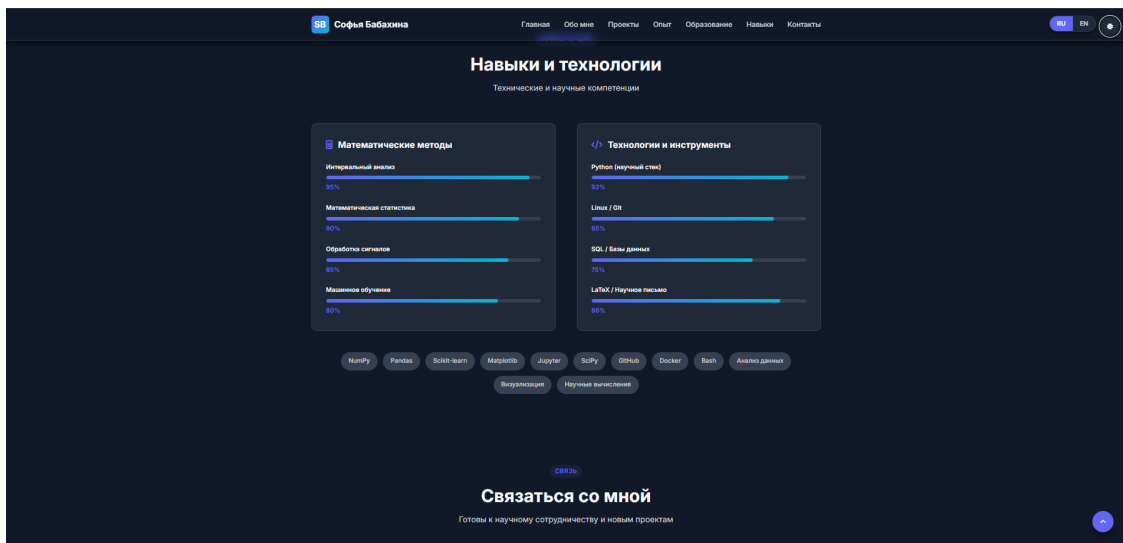 SB Софья Бабахина Главная Обо мне Проекты Опыт Образование Навыки Контакты RU EN
Навыки и технологии
Технические и научные компетенции
Математические методы
Интервальный анализ
95%
Математическая статистика
90%
Обработка сигналов
85%
Машинное обучение
80%
</> Технологии и инструменты
Python (научный стек)
92%
Linux / Git
85%
SQL / Базы данных
75%
LaTeX / Научное письмо
88%
NumPy Pandas Scikit-learn Matplotlib Jupyter SciPy GitHub Docker Bash Анализ данных
Визуализация Научные вычисления
СВЯЗЬ
Связаться со мной
Готовы к научному сотрудничеству и новым проектам